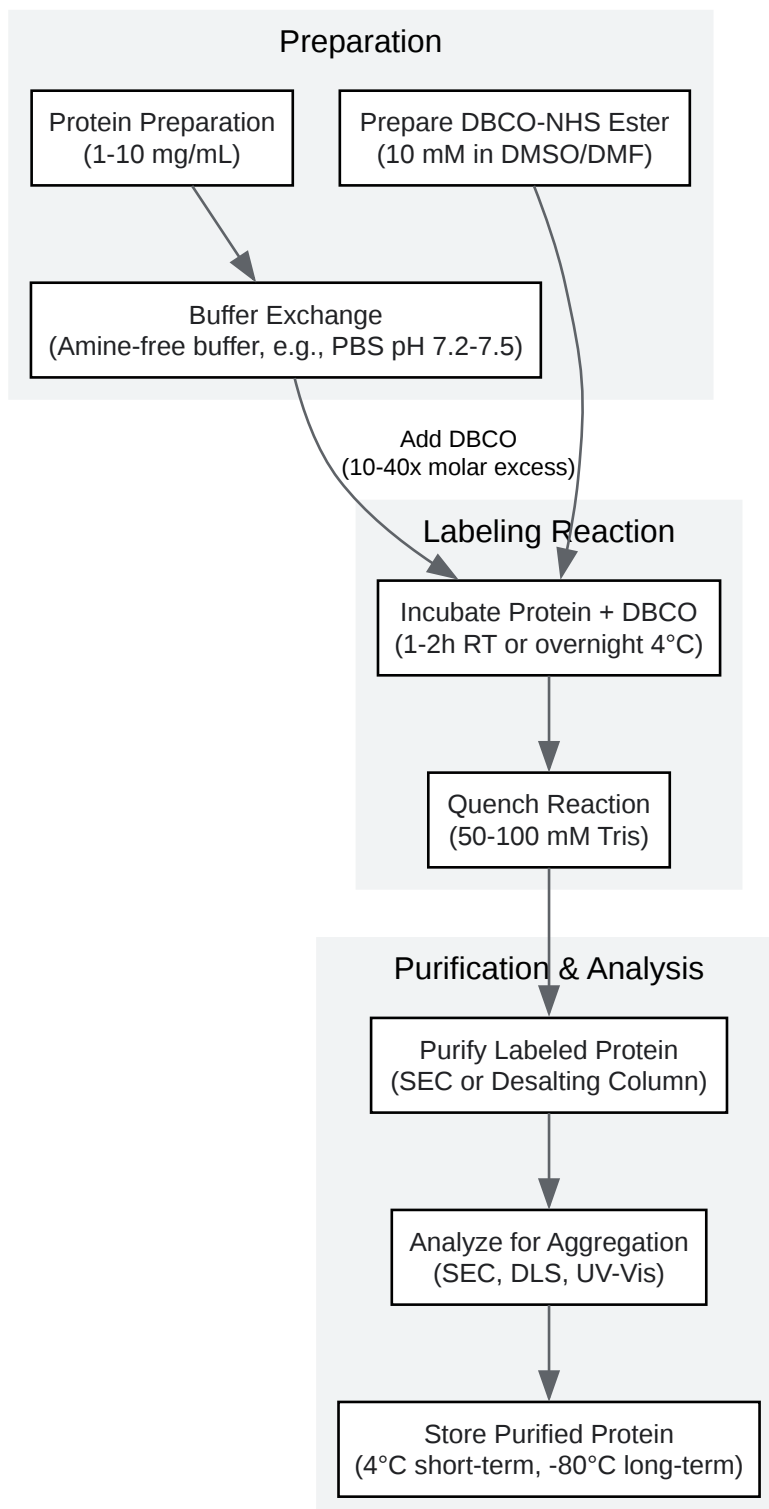 Preparation
Protein Preparation
(1-10 mg/mL)
Prepare DBCO-NHS Ester
(10 mM in DMSO/DMF)
Buffer Exchange
(Amine-free buffer, e.g., PBS pH 7.2-7.5)
Add DBCO
(10-40x molar excess)
Labeling Reaction
Incubate Protein + DBCO
(1-2h RT or overnight 4°C)
Quench Reaction
(50-100 mM Tris)
Purification & Analysis
Purify Labeled Protein
(SEC or Desalting Column)
Analyze for Aggregation
(SEC, DLS, UV-Vis)
Store Purified Protein
(4°C short-term, -80°C long-term)